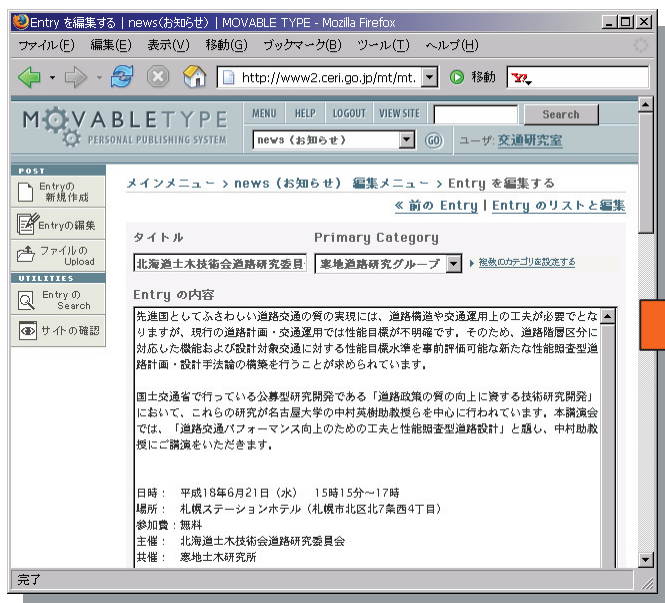 Entry を編集する | news(お知らせ) | MOVABLE TYPE - Mozilla Firefox
ファイル(F) 編集(E) 表示(V) 移動(G) ブックマーク(B) ツール(T) ヘルプ(H)
http://www2.ceri.go.jp/mt/mt. 移動
MOVABLETYPE
PERSONAL PUBLISHING SYSTEM
MENU HELP LOGOUT VIEW SITE Search
news (お知らせ) GO ユーザ: 交通研究室
POST
Entryの
新規作成
Entryの編集
ファイルの
Upload
UTILITIES
Entry の
Search
サイトの確認
メインメニュー > news (お知らせ) 編集メニュー > Entry を編集する
≪ 前の Entry | Entry のリストと編集
タイトル Primary Category
北海道土木技術会道路研究委員 寒地道路研究グループ 複数のカテゴリを設定する
Entry の内容
先進国としてふさわしい道路交通の質の実現には、道路構造や交通運用上の工夫が必要でとな
りますが、現行の道路計画・交通運用では性能目標が不明確です。そのため、道路階層区分に
対応した機能および設計対象交通に対する性能目標水準を事前評価可能な新たな性能照査型道
路計画・設計手法論の構築を行うことが求められています。
国土交通省で行っている公募型研究開発である「道路政策の質の向上に資する技術研究開発」
において、これらの研究が名古屋大学の中村英樹助教授らを中心に行われています。本講演会
では、「道路交通パフォーマンス向上のための工夫と性能照査型道路設計」と題し、中村助教
授にご講演をいただきます。
日時： 平成18年6月21日（水） 15時15分～17時
場所： 札幌ステーションホテル（札幌市北区北7条西4丁目）
参加費：無料
主催： 北海道土木技術会道路研究委員会
共催： 寒地土木研究所
完了